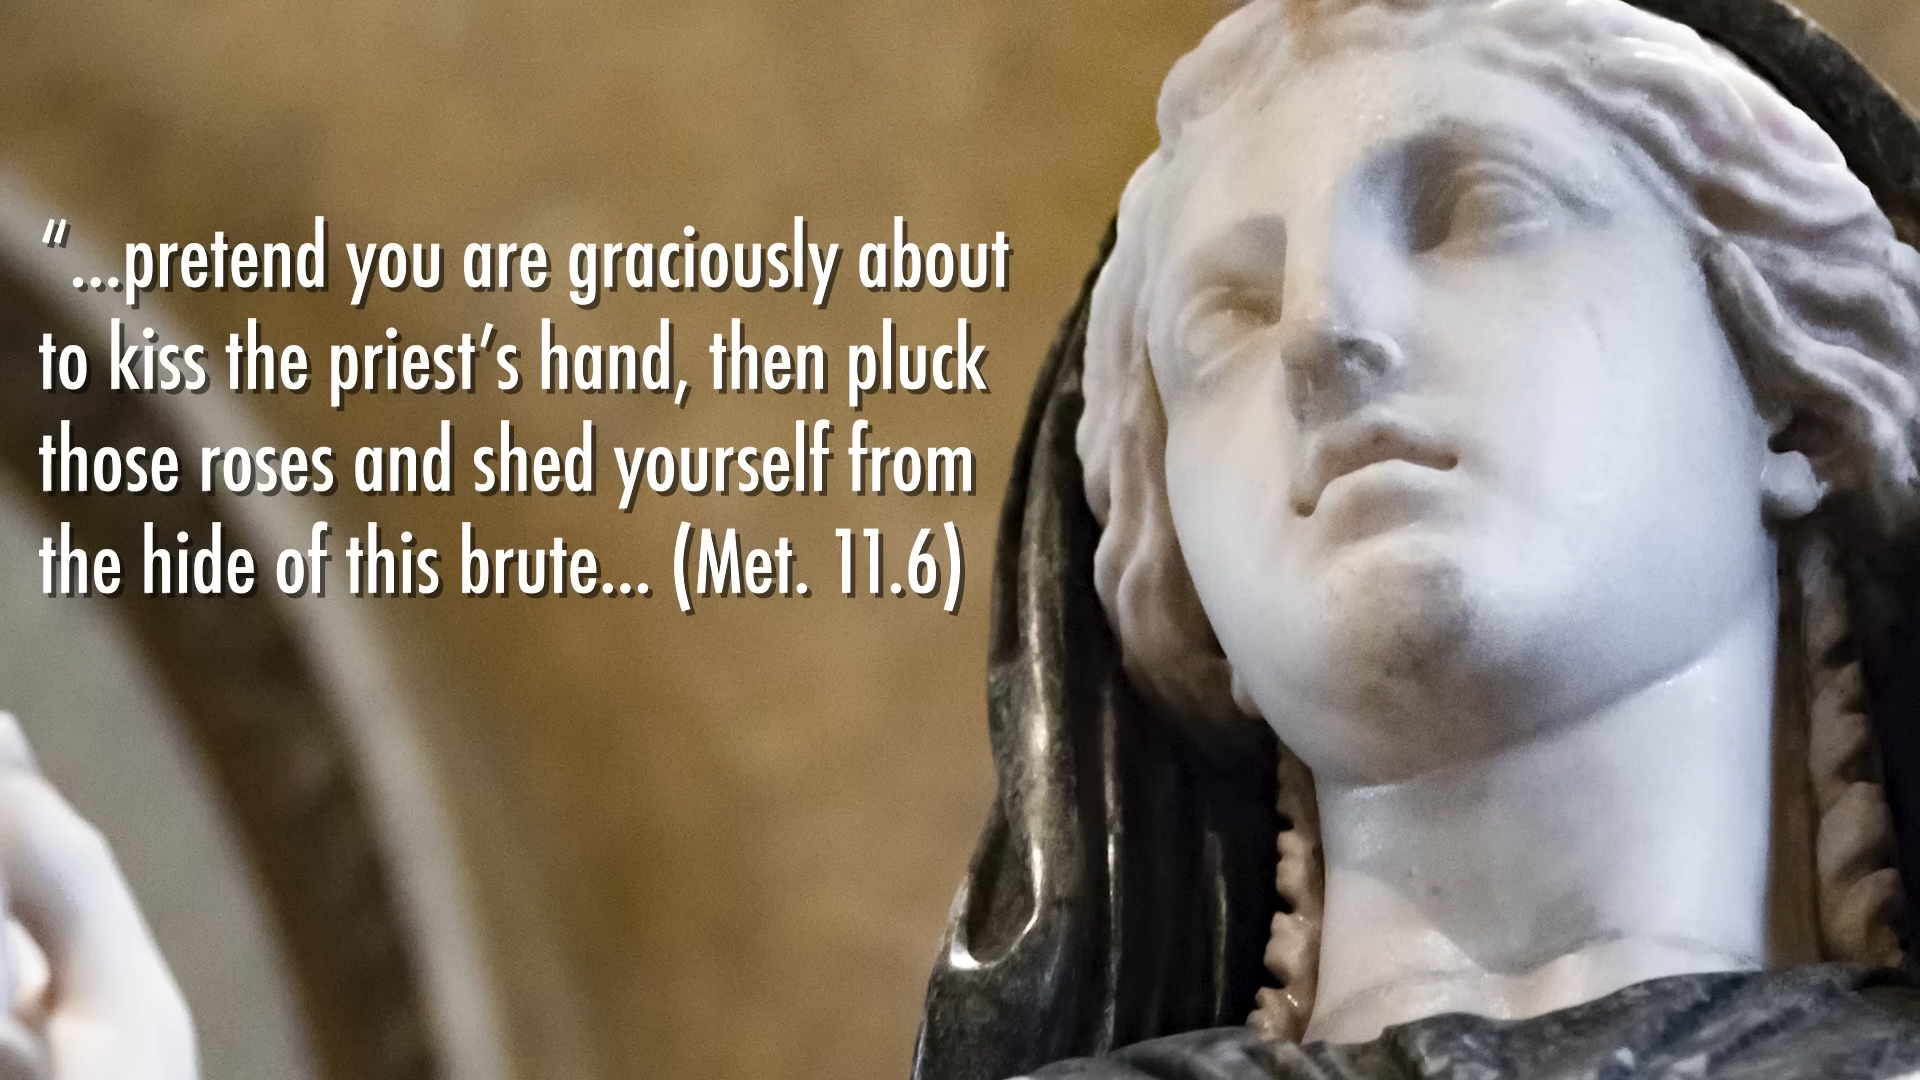 “...pretend you are graciously about
to kiss the priest’s hand, then pluck
those roses and shed yourself from
the hide of this brute... (Met. 11.6)